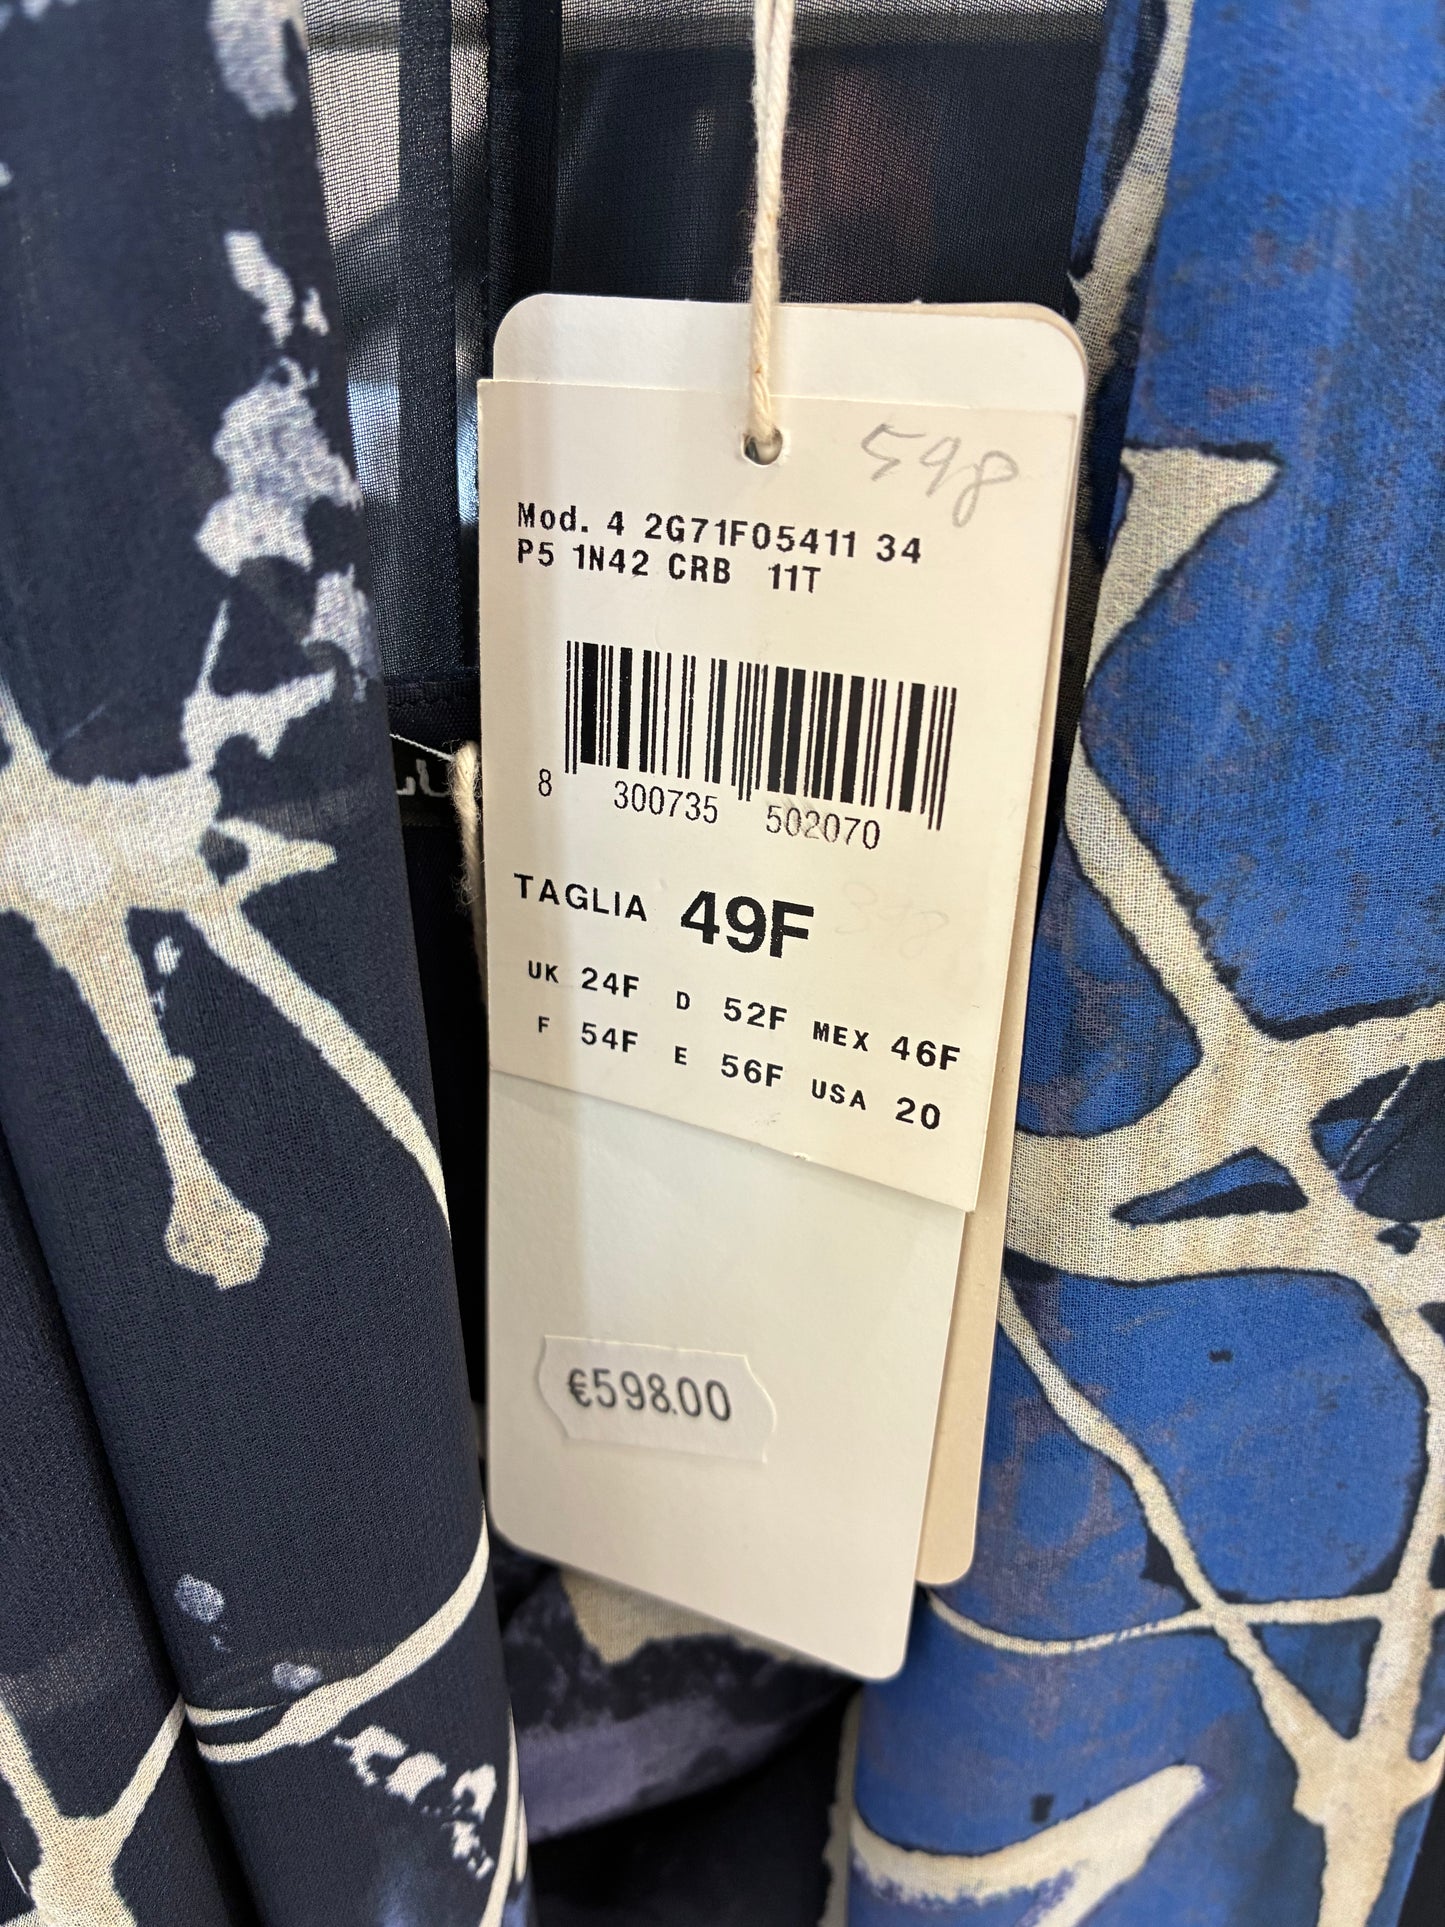 598
Mod. 4 2G71F05411 34
P5 1N42 CRB 11T
8 300735 502070
TAGLIA 49F
UK 24F D 52F MEX 46F
F 54F E 56F USA 20
€598.00